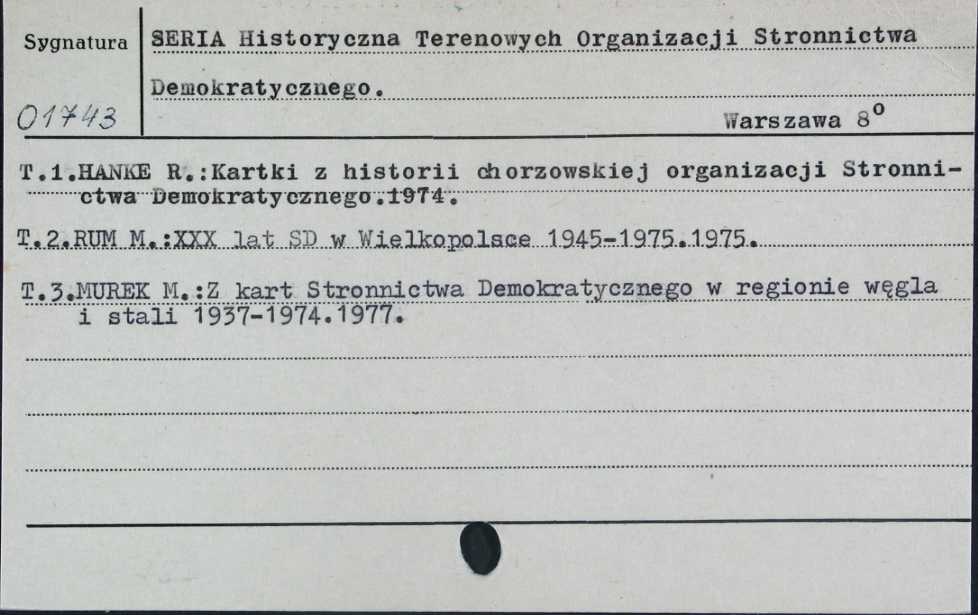 Sygnatura
SERIA Historyczna Terenowych Organizacji Stronnictwa
Demokratycznego.
01743
Warszawa 8º
T.1.HANKE R.:Kartki z historii chorzowskiej organizacji Stronni-
ctwa Demokratycznego.1974.
T.2.RUM M.:XXX lat SD w Wielkopolsce 1945-1975.1975.
T.3.MUREK M.:Z kart Stronnictwa Demokratycznego w regionie węgla
i stali 1937-1974.1977.